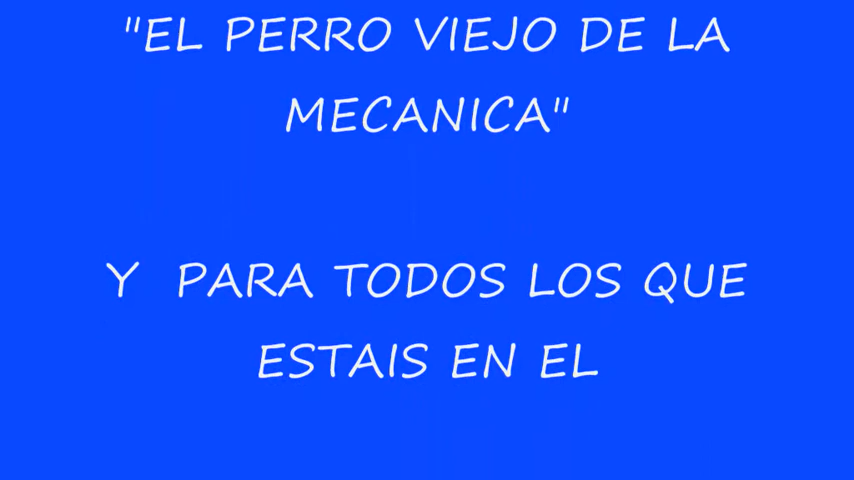 "EL PERRO VIEJO DE LA
MECANICA"
Y PARA TODOS LOS QUE
ESTAIS EN EL